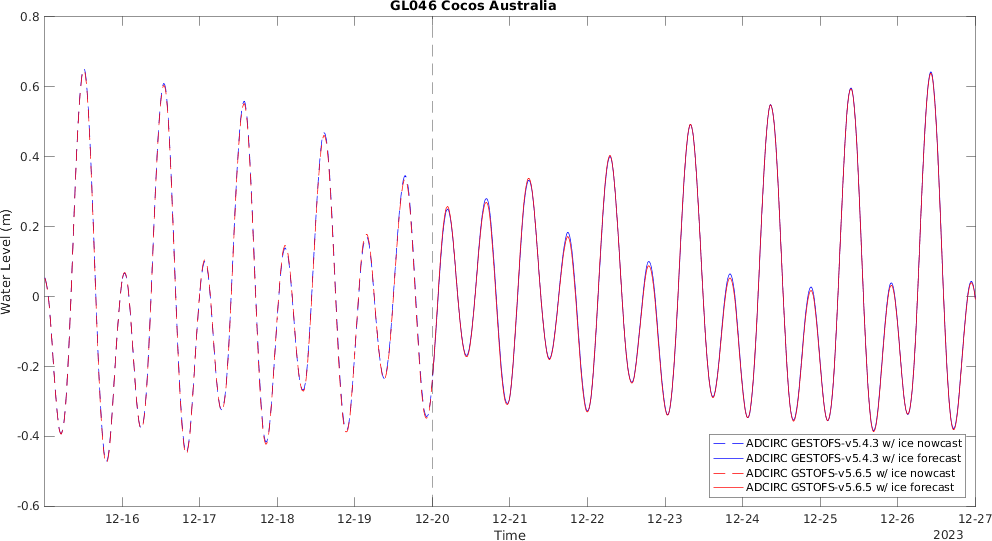 GL046 Cocos Australia
0.8
0.6
0.4
0.2
0
-0.2
-0.4
-0.6
Water Level (m)
ADCIRC GESTOFS-v5.4.3 w/ ice nowcast
ADCIRC GESTOFS-v5.4.3 w/ ice forecast
ADCIRC GSTOFS-v5.6.5 w/ ice nowcast
ADCIRC GSTOFS-v5.6.5 w/ ice forecast
12-16 12-17 12-18 12-19 12-20 12-21 12-22 12-23 12-24 12-25 12-26 12-27
Time
2023